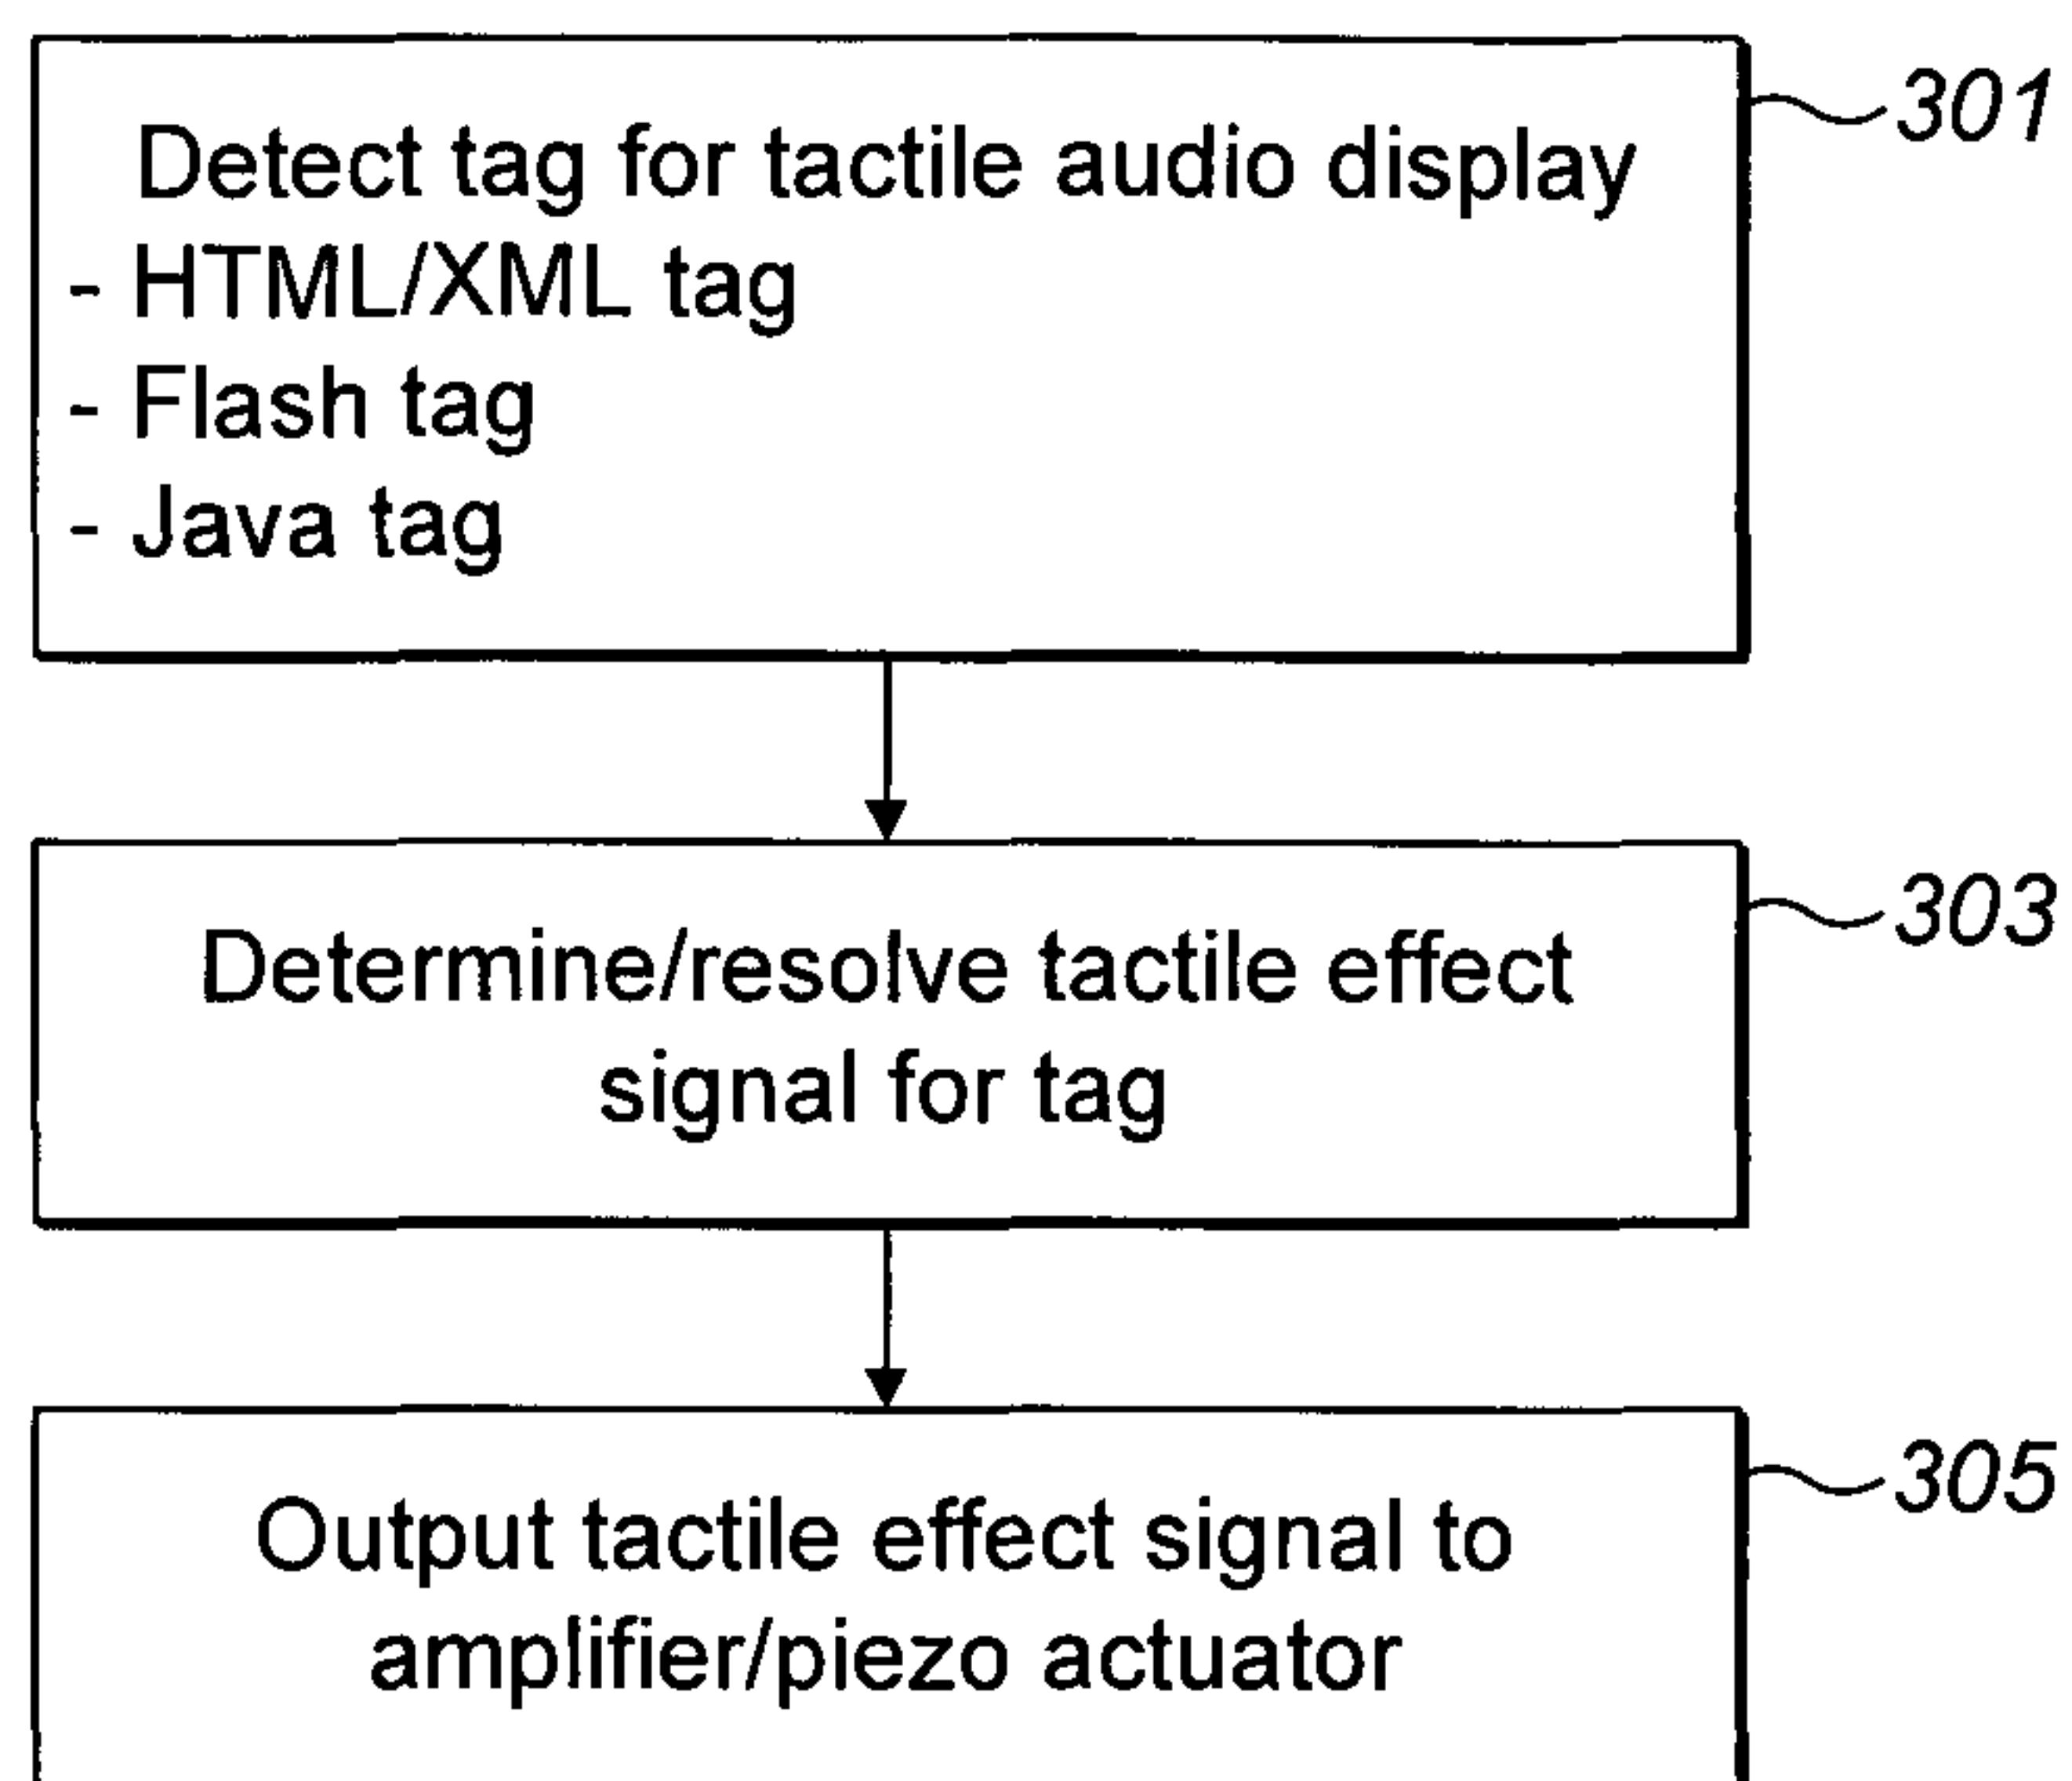 Detect tag for tactile audio display
- HTML/XML tag
- Flash tag
- Java tag
301
Determine/resolve tactile effect
signal for tag
303
Output tactile effect signal to
amplifier/piezo actuator
305